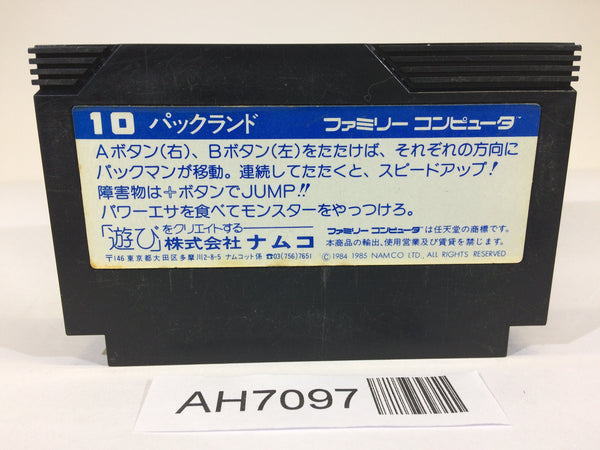 10 パックランド ファミリー コンピュータ™
Aボタン(右)、Bボタン(左)をたたけば、それぞれの方向に
パックマンが移動。連続してたたくと、スピードアップ!
障害物は✚ボタンでJUMP!!
パワーエサを食べてモンスターをやっつけろ。
「遊び」をクリエイトする 株式会社 ナムコ
〒146 東京都大田区多摩川2-8-5 ナムコット係 ☎03(756)7651
ファミリー コンピュータは任天堂の商標です。
本商品の輸出、使用営業及び賃貸を禁じます。
©1984 1985 NAMCO LTD., ALL RIGHTS RESERVED
AH7097